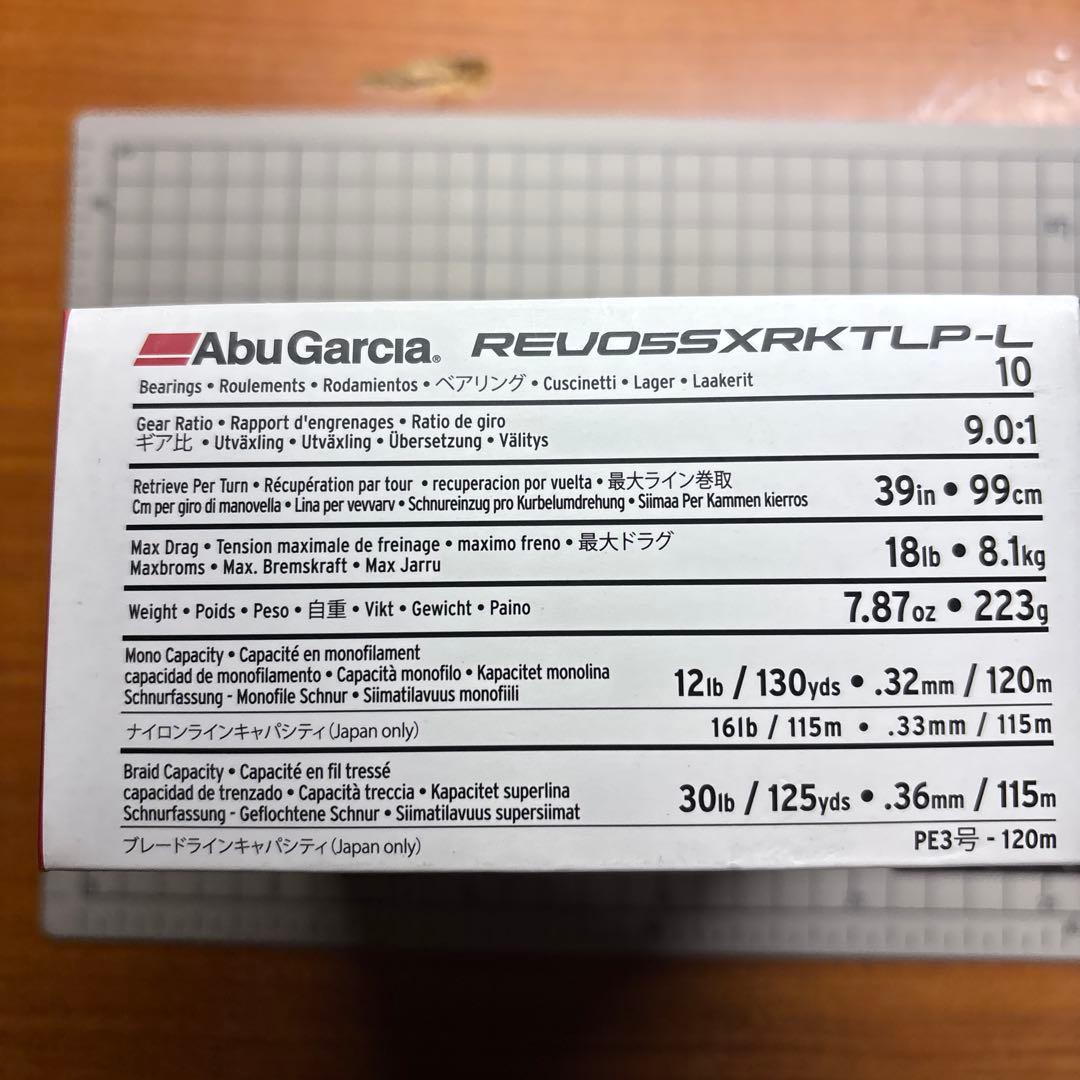 Abu Garcia® REVO5SXRKTLP-L
Bearings • Roulements • Rodamientos • ベアリング • Cuscinetti • Lager • Laakerit 10
Gear Ratio • Rapport d'engrenages • Ratio de giro
ギア比 • Utväxling • Utväxling • Übersetzung • Välitys 9.0:1
Retrieve Per Turn • Récupération par tour • recuperacion por vuelta • 最大ライン巻取
Cm per giro di manovella • Lina per vevvarv • Schnureinzug pro Kurbelumdrehung • Siimaa Per Kammen kierros 39in • 99cm
Max Drag • Tension maximale de freinage • maximo freno • 最大ドラグ
Maxbroms • Max. Bremskraft • Max Jarru 18lb • 8.1kg
Weight • Poids • Peso • 自重 • Vikt • Gewicht • Paino 7.87oz • 223g
Mono Capacity • Capacité en monofilament
capacidad de monofilamento • Capacità monofilo • Kapacitet monolina
Schnurfassung - Monofile Schnur • Siimatilavuus monofiili 12lb / 130yds • .32mm / 120m
ナイロンラインキャパシティ(Japan only) 16lb / 115m • .33mm / 115m
Braid Capacity • Capacité en fil tressé
capacidad de trenzado • Capacità treccia • Kapacitet superlina
Schnurfassung - Geflochtene Schnur • Siimatilavuus supersiimat 30lb / 125yds • .36mm / 115m
ブレードラインキャパシティ(Japan only) PE3号 - 120m